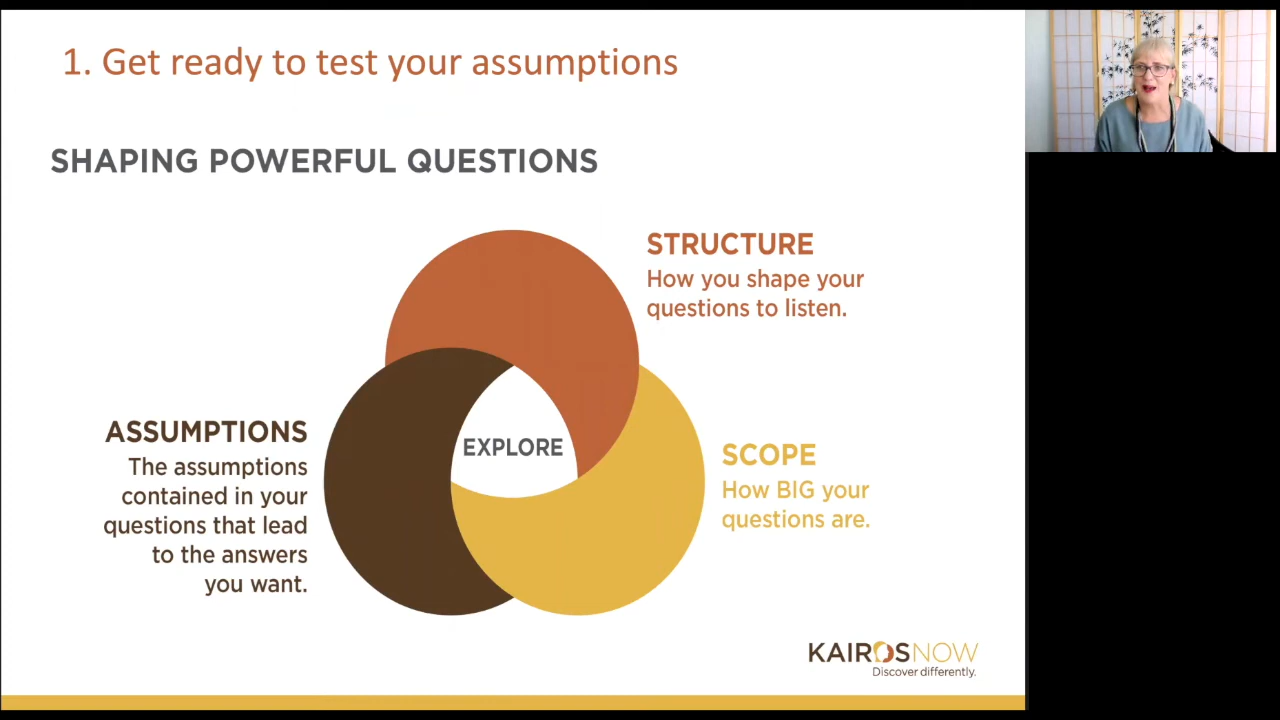 1. Get ready to test your assumptions
SHAPING POWERFUL QUESTIONS
STRUCTURE
How you shape your
questions to listen.
EXPLORE
ASSUMPTIONS
The assumptions
contained in your
questions that lead
to the answers
you want.
SCOPE
How BIG your
questions are.
KAIROSNOW
Discover differently.